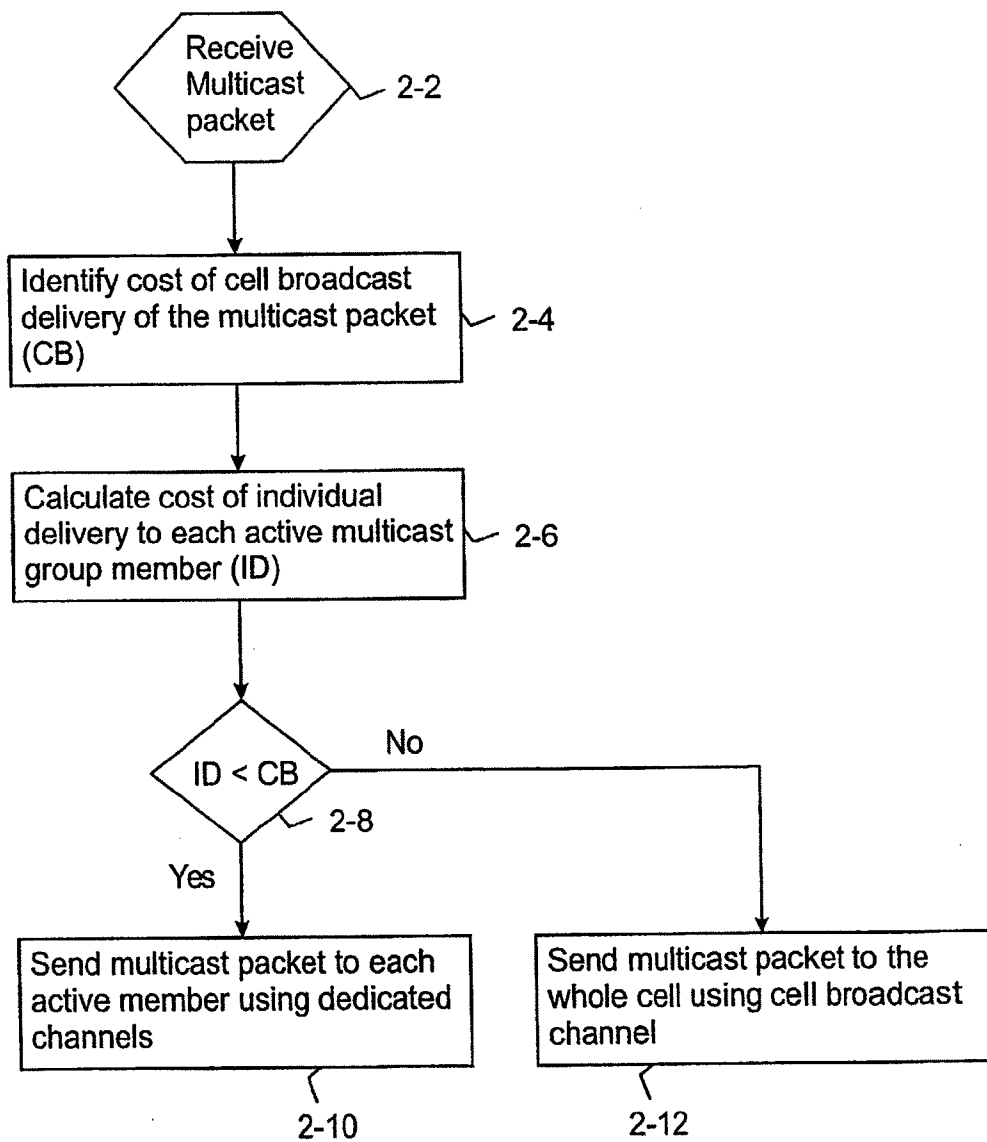 Receive
Multicast
packet
2-2
Identify cost of cell broadcast
delivery of the multicast packet
(CB)
2-4
Calculate cost of individual
delivery to each active multicast
group member (ID)
2-6
ID < CB
No
2-8
Yes
Send multicast packet to each
active member using dedicated
channels
2-10
Send multicast packet to the
whole cell using cell broadcast
channel
2-12